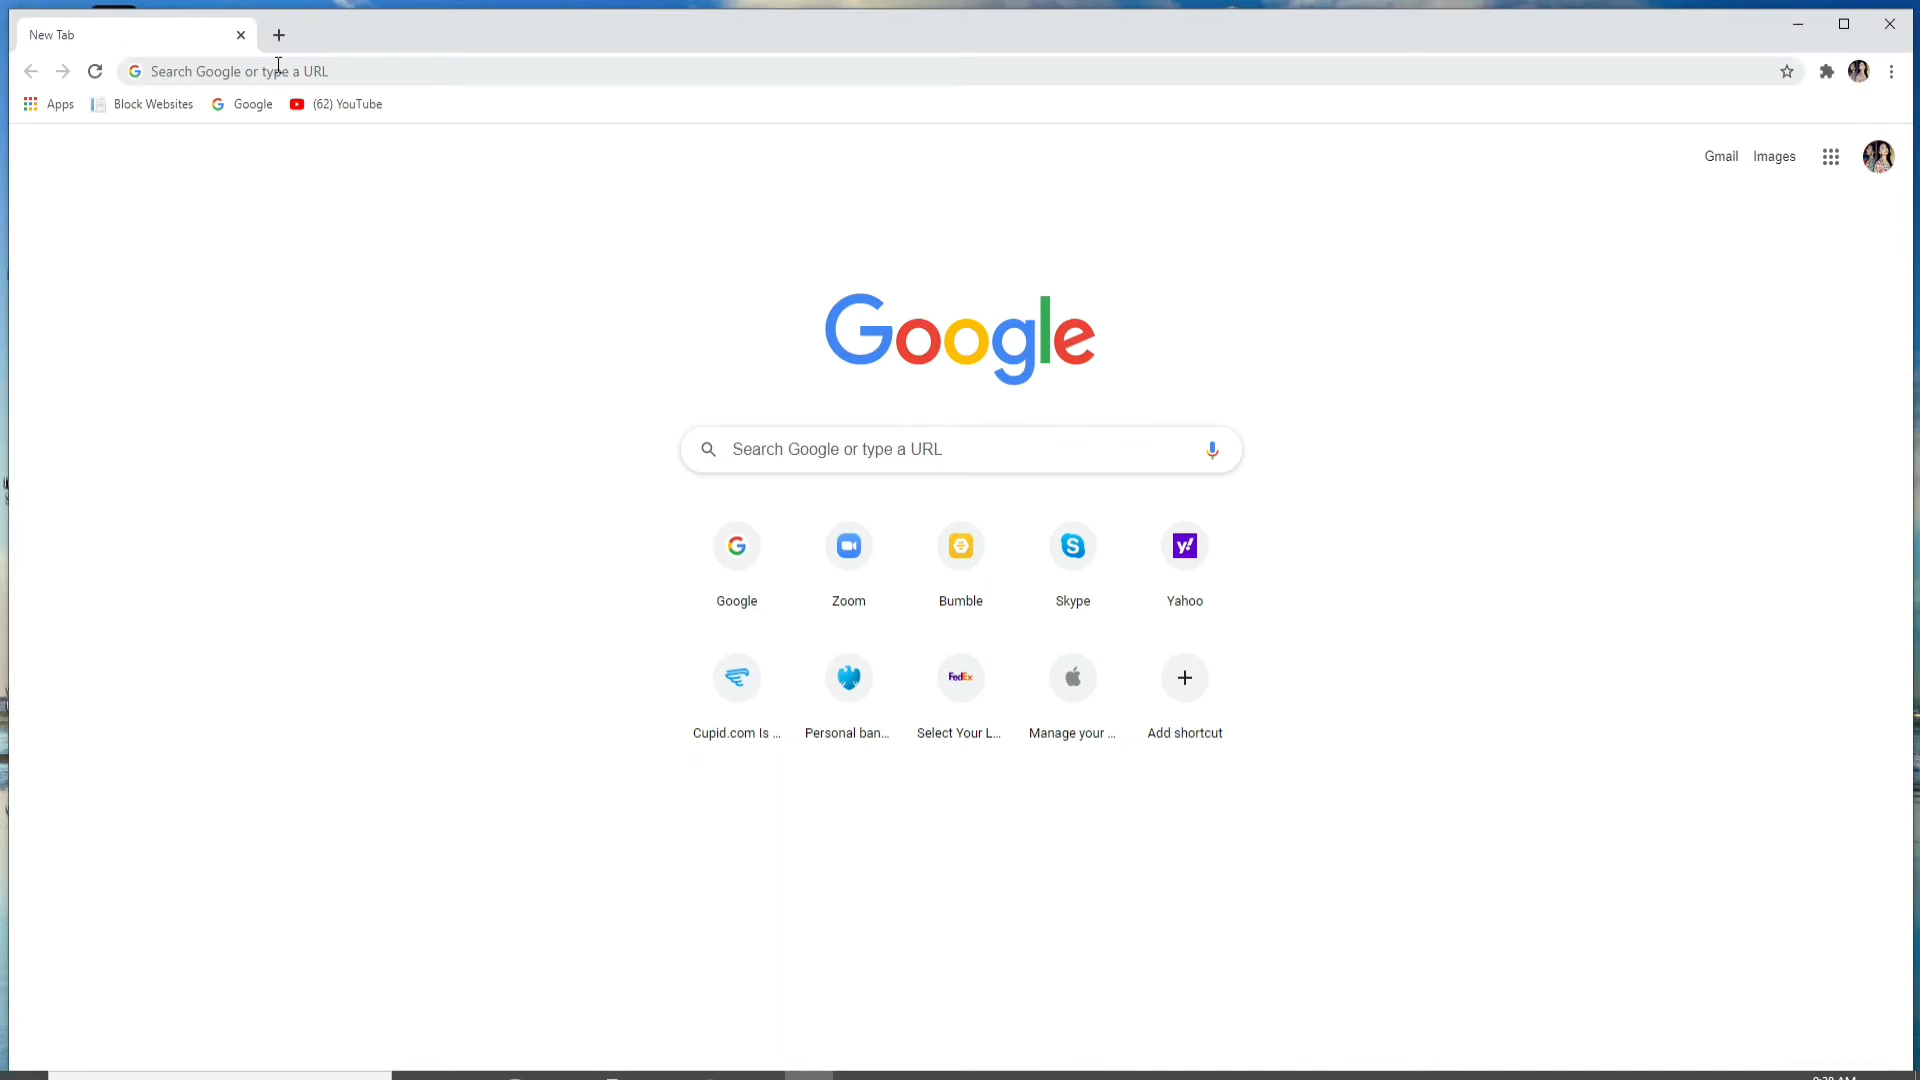 New Tab
Search Google or type a URL
Apps
Block Websites
Google
(62) YouTube
Gmail
Images
Google
Search Google or type a URL
Google
Zoom
Bumble
Skype
Yahoo
FedEx
Cupid.com Is ...
Personal ban...
Select Your L...
Manage your ...
Add shortcut